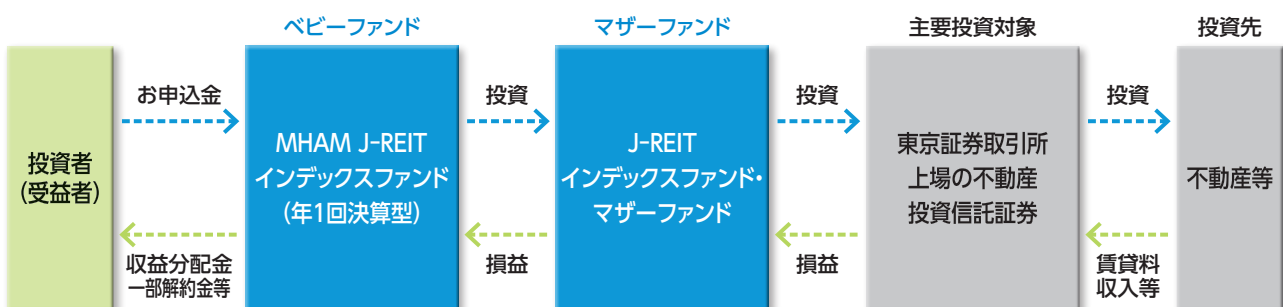 ベビーファンド
マザーファンド
主要投資対象
投資先
投資者
(受益者)
お申込金
収益分配金
一部解約金等
MHAM J-REIT
インデックスファンド
(年1回決算型)
投資
損益
J-REIT
インデックスファンド・
マザーファンド
投資
損益
東京証券取引所
上場の不動産
投資信託証券
投資
賃貸料
収入等
不動産等